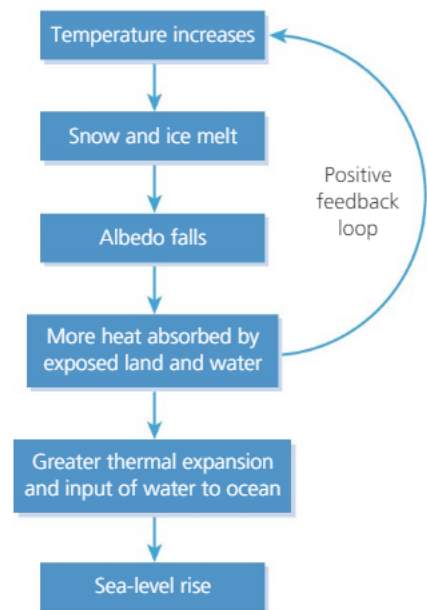 Temperature increases
Snow and ice melt
Positive
feedback
loop
Albedo falls
More heat absorbed by
exposed land and water
Greater thermal expansion
and input of water to ocean
Sea-level rise